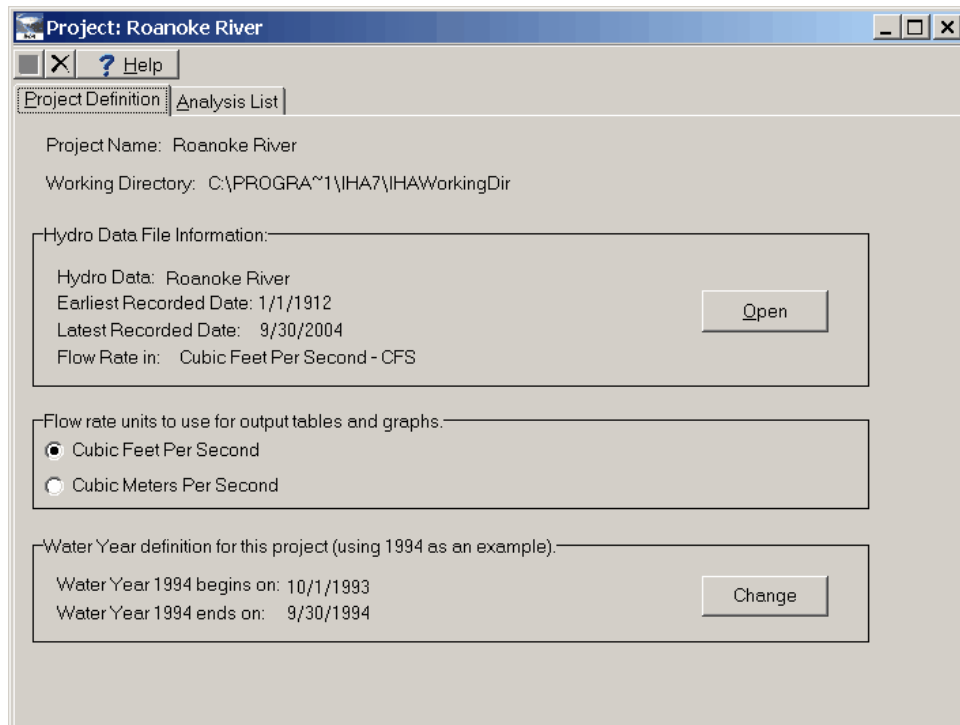 Project: Roanoke River
? Help
Project Definition Analysis List
Project Name: Roanoke River
Working Directory: C:\PROGRA~1\IHA7\IHAWorkingDir
Hydro Data File Information:
Hydro Data: Roanoke River
Earliest Recorded Date: 1/1/1912
Open
Latest Recorded Date: 9/30/2004
Flow Rate in: Cubic Feet Per Second - CFS
Flow rate units to use for output tables and graphs.
Cubic Feet Per Second
Cubic Meters Per Second
Water Year definition for this project (using 1994 as an example).
Water Year 1994 begins on: 10/1/1993
Change
Water Year 1994 ends on: 9/30/1994